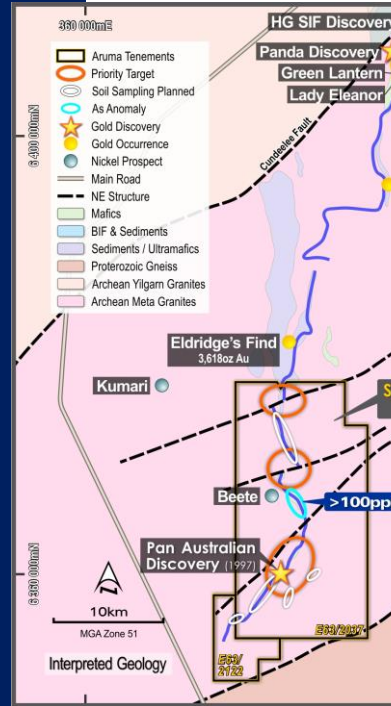 360 000mE
HG SIF Discovery
Panda Discovery
Green Lantern
Lady Eleanor
Aruma Tenements
Priority Target
Soil Sampling Planned
As Anomaly
Gold Discovery
Gold Occurrence
Nickel Prospect
Main Road
NE Structure
Mafics
BIF & Sediments
Sediments / Ultramafics
Proterozoic Gneiss
Archean Yilgarn Granites
Archean Meta Granites
6 400 000mN
Cundeelee Fault
Eldridge's Find
3,618oz Au
Kumari
S
Beete
>100pp
Pan Australian
Discovery (1997)
6 360 000mN
10km
MGA Zone 51
Interpreted Geology
E63/2037
E63/
2122